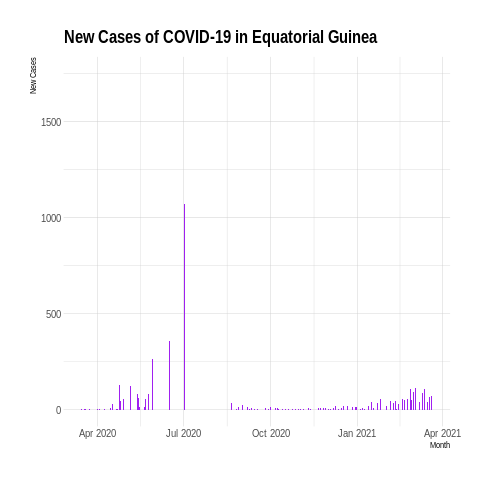 New Cases of COVID-19 in Equatorial Guinea
New Cases
1500
1000
500
0
Apr 2020 Jul 2020 Oct 2020 Jan 2021 Apr 2021
Month